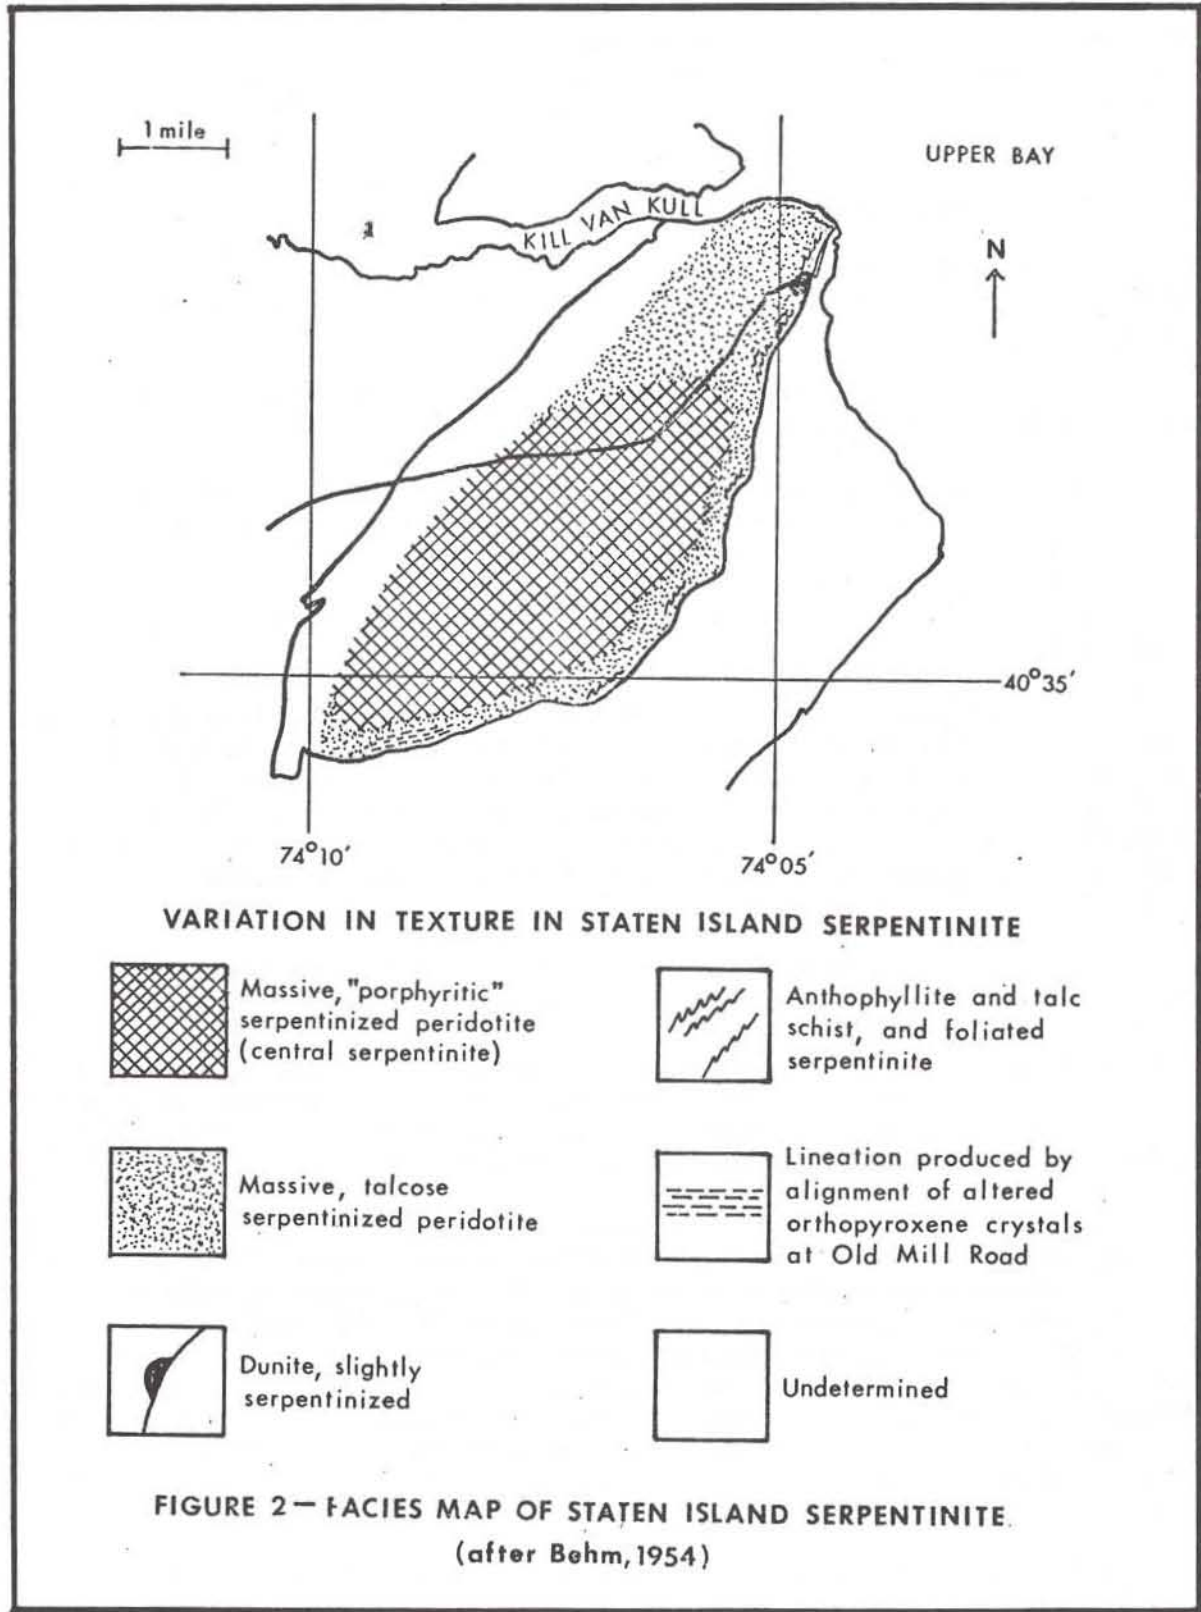 1 mile
UPPER BAY
KILL VAN KULL
N
40°35'
74°10'
74°05'
VARIATION IN TEXTURE IN STATEN ISLAND SERPENTINITE
Massive, "porphyritic"
serpentinized peridotite
(central serpentinite)
Anthophyllite and talc
schist, and foliated
serpentinite
Massive, talcose
serpentinized peridotite
Lineation produced by
alignment of altered
orthopyroxene crystals
at Old Mill Road
Dunite, slightly
serpentinized
Undetermined
FIGURE 2— FACIES MAP OF STATEN ISLAND SERPENTINITE.
(after Behm, 1954)